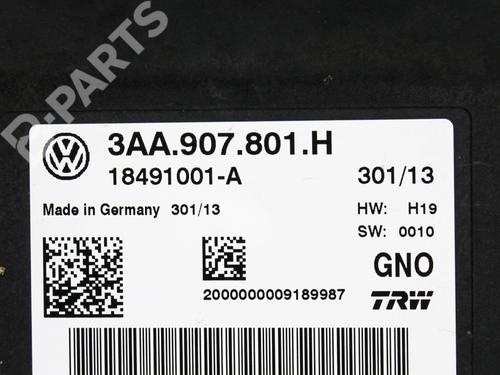 B-PARTS
3AA.907.801.H
18491001-A 301/13
Made in Germany 301/13 HW: H19
SW: 0010
GNO
2000000009189987 TRW